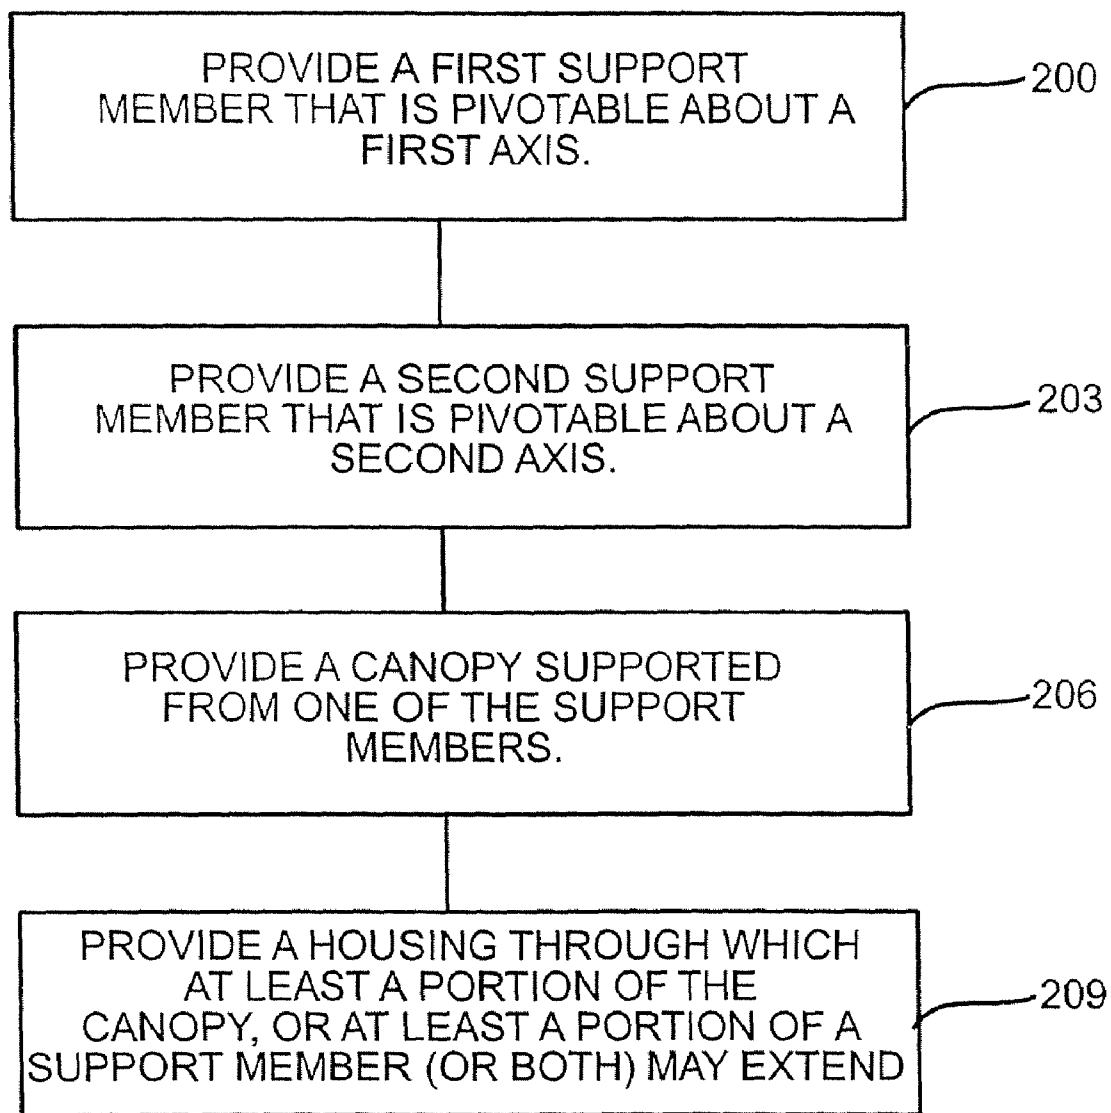 PROVIDE A FIRST SUPPORT
MEMBER THAT IS PIVOTABLE ABOUT A
FIRST AXIS.
200
PROVIDE A SECOND SUPPORT
MEMBER THAT IS PIVOTABLE ABOUT A
SECOND AXIS.
203
PROVIDE A CANOPY SUPPORTED
FROM ONE OF THE SUPPORT
MEMBERS.
206
PROVIDE A HOUSING THROUGH WHICH
AT LEAST A PORTION OF THE
CANOPY, OR AT LEAST A PORTION OF A
SUPPORT MEMBER (OR BOTH) MAY EXTEND
209